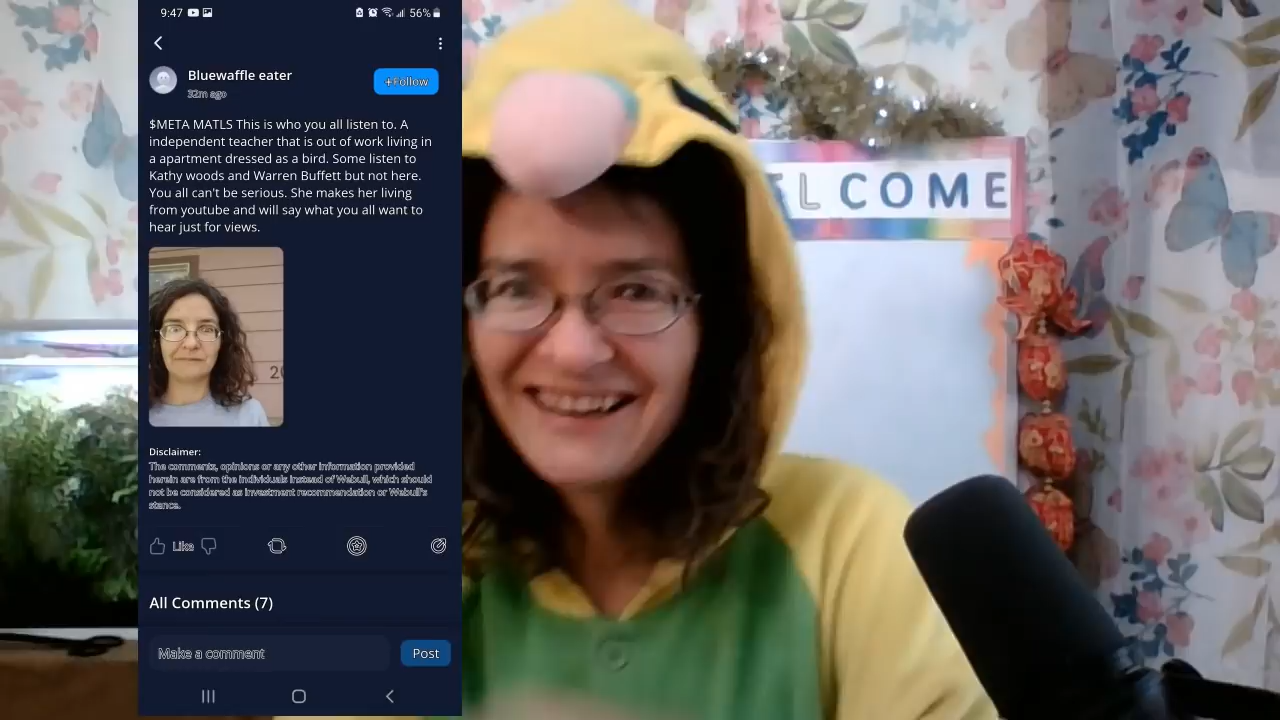 9:47
56%
Bluewaffle eater
32m ago
+Follow
$META MATLS This is who you all listen to. A
independent teacher that is out of work living in
a apartment dressed as a bird. Some listen to
Kathy woods and Warren Buffett but not here.
You all can't be serious. She makes her living
from youtube and will say what you all want to
hear just for views.
20
Disclaimer:
The comments, opinions or any other information provided
herein are from the individuals instead of Webull, which should
not be considered as investment recommendation or Webull's
stance.
Like
All Comments (7)
Make a comment
Post
LCOME